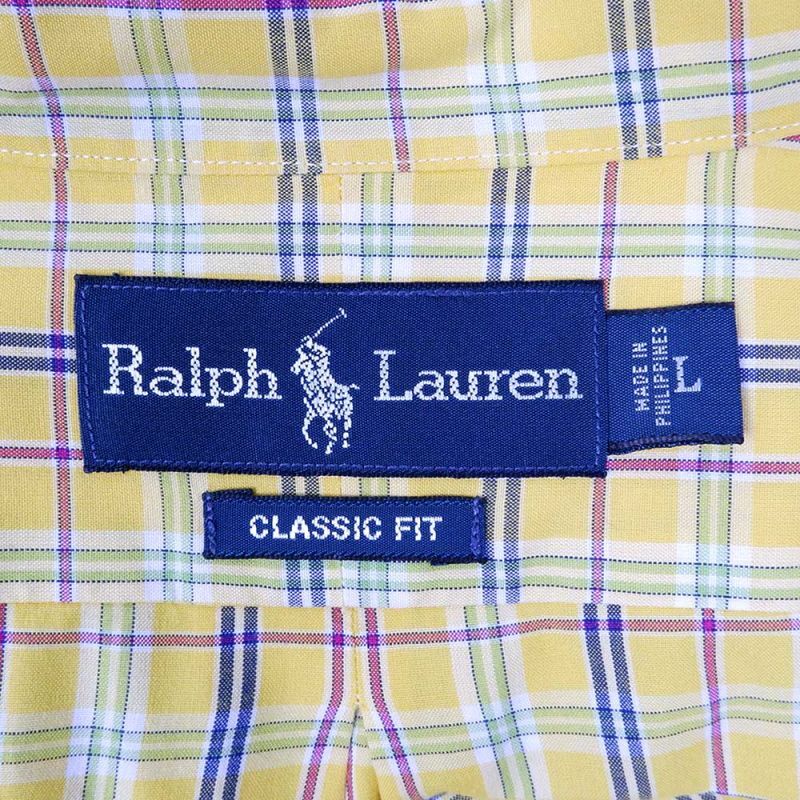 Ralph Lauren
MADE IN
PHILIPPINES
L
CLASSIC FIT